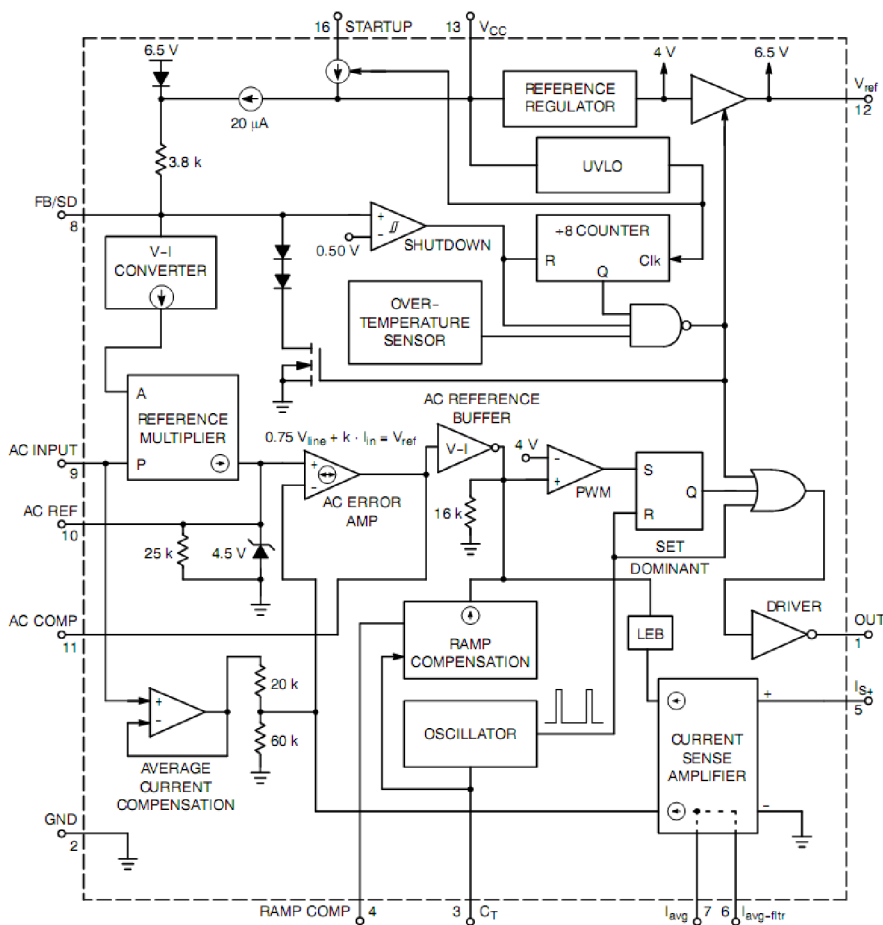 16 STARTUP
13 VCC
6.5 V
20 µA
3.8 k
REFERENCE
REGULATOR
4 V
6.5 V
Vref
12
UVLO
FB/SD
8
V-I
CONVERTER
0.50 V
+
-
SHUTDOWN
÷8 COUNTER
R
Clk
Q
OVER-
TEMPERATURE
SENSOR
A
REFERENCE
MULTIPLIER
P
AC INPUT
9
0.75 Vline + k · Iin = Vref
+
-
AC ERROR
AMP
AC REFERENCE
BUFFER
V-I
4 V
-
+
PWM
16 k
S
Q
R
SET
DOMINANT
AC REF
10
25 k
4.5 V
AC COMP
11
RAMP
COMPENSATION
LEB
DRIVER
OUT
1
20 k
60 k
+
-
AVERAGE
CURRENT
COMPENSATION
OSCILLATOR
+
-
CURRENT
SENSE
AMPLIFIER
IS+
5
GND
2
RAMP COMP 4
3 CT
Iavg 7
6 Iavg-fltr